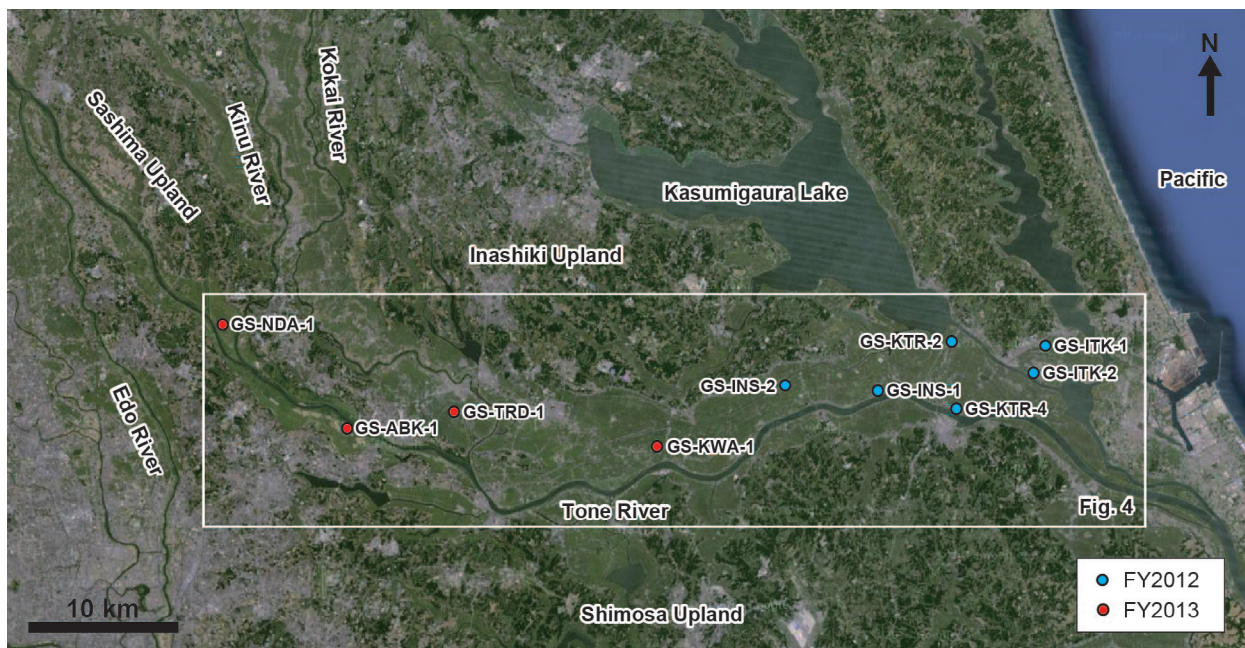 N
Kokai River
Kinu River
Sashima Upland
Pacific
Kasumigaura Lake
Inashiki Upland
GS-NDA-1
GS-KTR-2
GS-ITK-1
GS-ITK-2
GS-INS-2
GS-INS-1
GS-KTR-4
Edo River
GS-TRD-1
GS-ABK-1
GS-KWA-1
Tone River
Fig. 4
FY2012
FY2013
10 km
Shimosa Upland